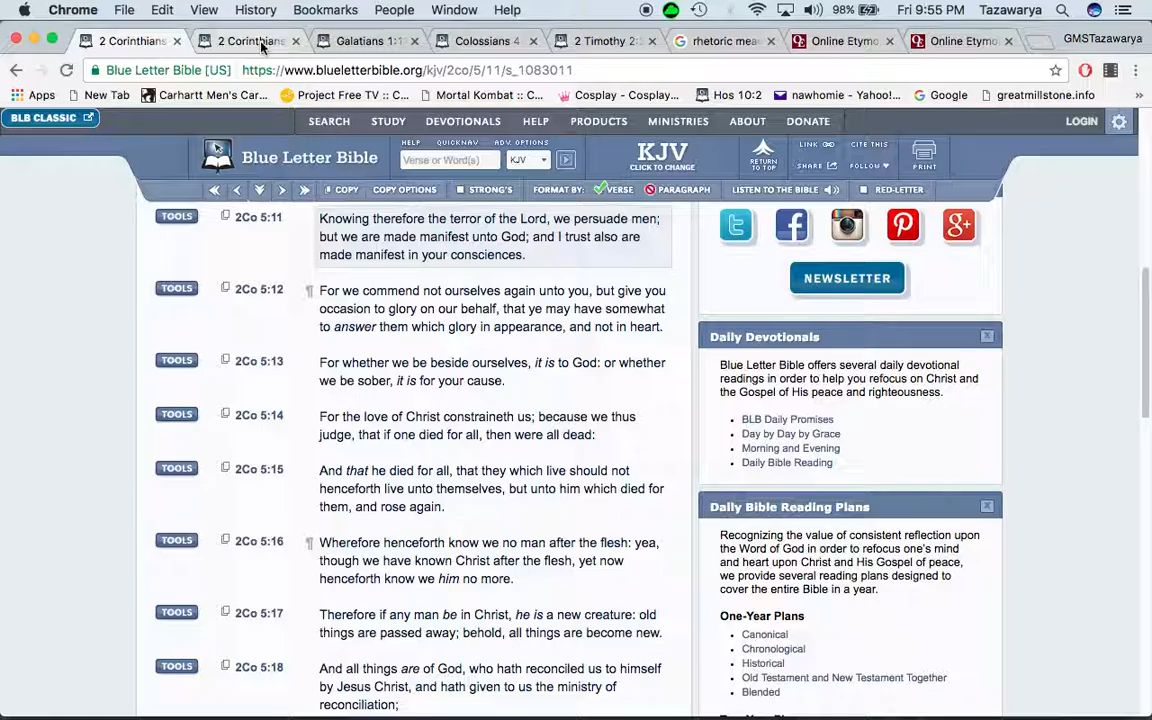 Chrome File Edit View History Bookmarks People Window Help 98% Fri 9:55 PM Tazawarya
2 Corinthians 2 Corinthians Galatians 1:1 Colossians 4 2 Timothy 2: rhetoric mea Online Etymo Online Etymo GMSTazawarya
Blue Letter Bible [US] https://www.blueletterbible.org/kjv/2co/5/11/s_1083011
Apps New Tab Carhartt Men's Car... Project Free TV :: C... Mortal Kombat :: C... Cosplay - Cosplay... Hos 10:2 nawhomie - Yahoo!... Google greatmillstone.info »
BLB CLASSIC SEARCH STUDY DEVOTIONALS HELP PRODUCTS MINISTRIES ABOUT DONATE LOGIN
HELP QUICKNAV ADV. OPTIONS
Blue Letter Bible Verse or Word(s) KJV KJV CLICK TO CHANGE RETURN TO TOP LINK CITE THIS SHARE FOLLOW PRINT
COPY COPY OPTIONS STRONG'S FORMAT BY: VERSE PARAGRAPH LISTEN TO THE BIBLE RED-LETTER
TOOLS 2Co 5:11 Knowing therefore the terror of the Lord, we persuade men;
but we are made manifest unto God; and I trust also are
made manifest in your consciences.
TOOLS 2Co 5:12 ¶ For we commend not ourselves again unto you, but give you
occasion to glory on our behalf, that ye may have somewhat
to answer them which glory in appearance, and not in heart.
TOOLS 2Co 5:13 For whether we be beside ourselves, it is to God: or whether
we be sober, it is for your cause.
TOOLS 2Co 5:14 For the love of Christ constraineth us; because we thus
judge, that if one died for all, then were all dead:
TOOLS 2Co 5:15 And that he died for all, that they which live should not
henceforth live unto themselves, but unto him which died for
them, and rose again.
TOOLS 2Co 5:16 ¶ Wherefore henceforth know we no man after the flesh: yea,
though we have known Christ after the flesh, yet now
henceforth know we him no more.
TOOLS 2Co 5:17 Therefore if any man be in Christ, he is a new creature: old
things are passed away; behold, all things are become new.
TOOLS 2Co 5:18 And all things are of God, who hath reconciled us to himself
by Jesus Christ, and hath given to us the ministry of
reconciliation;
NEWSLETTER
Daily Devotionals
Blue Letter Bible offers several daily devotional
readings in order to help you refocus on Christ and
the Gospel of His peace and righteousness.
BLB Daily Promises
Day by Day by Grace
Morning and Evening
Daily Bible Reading
Daily Bible Reading Plans
Recognizing the value of consistent reflection upon
the Word of God in order to refocus one's mind
and heart upon Christ and His Gospel of peace,
we provide several reading plans designed to
cover the entire Bible in a year.
One-Year Plans
Canonical
Chronological
Historical
Old Testament and New Testament Together
Blended